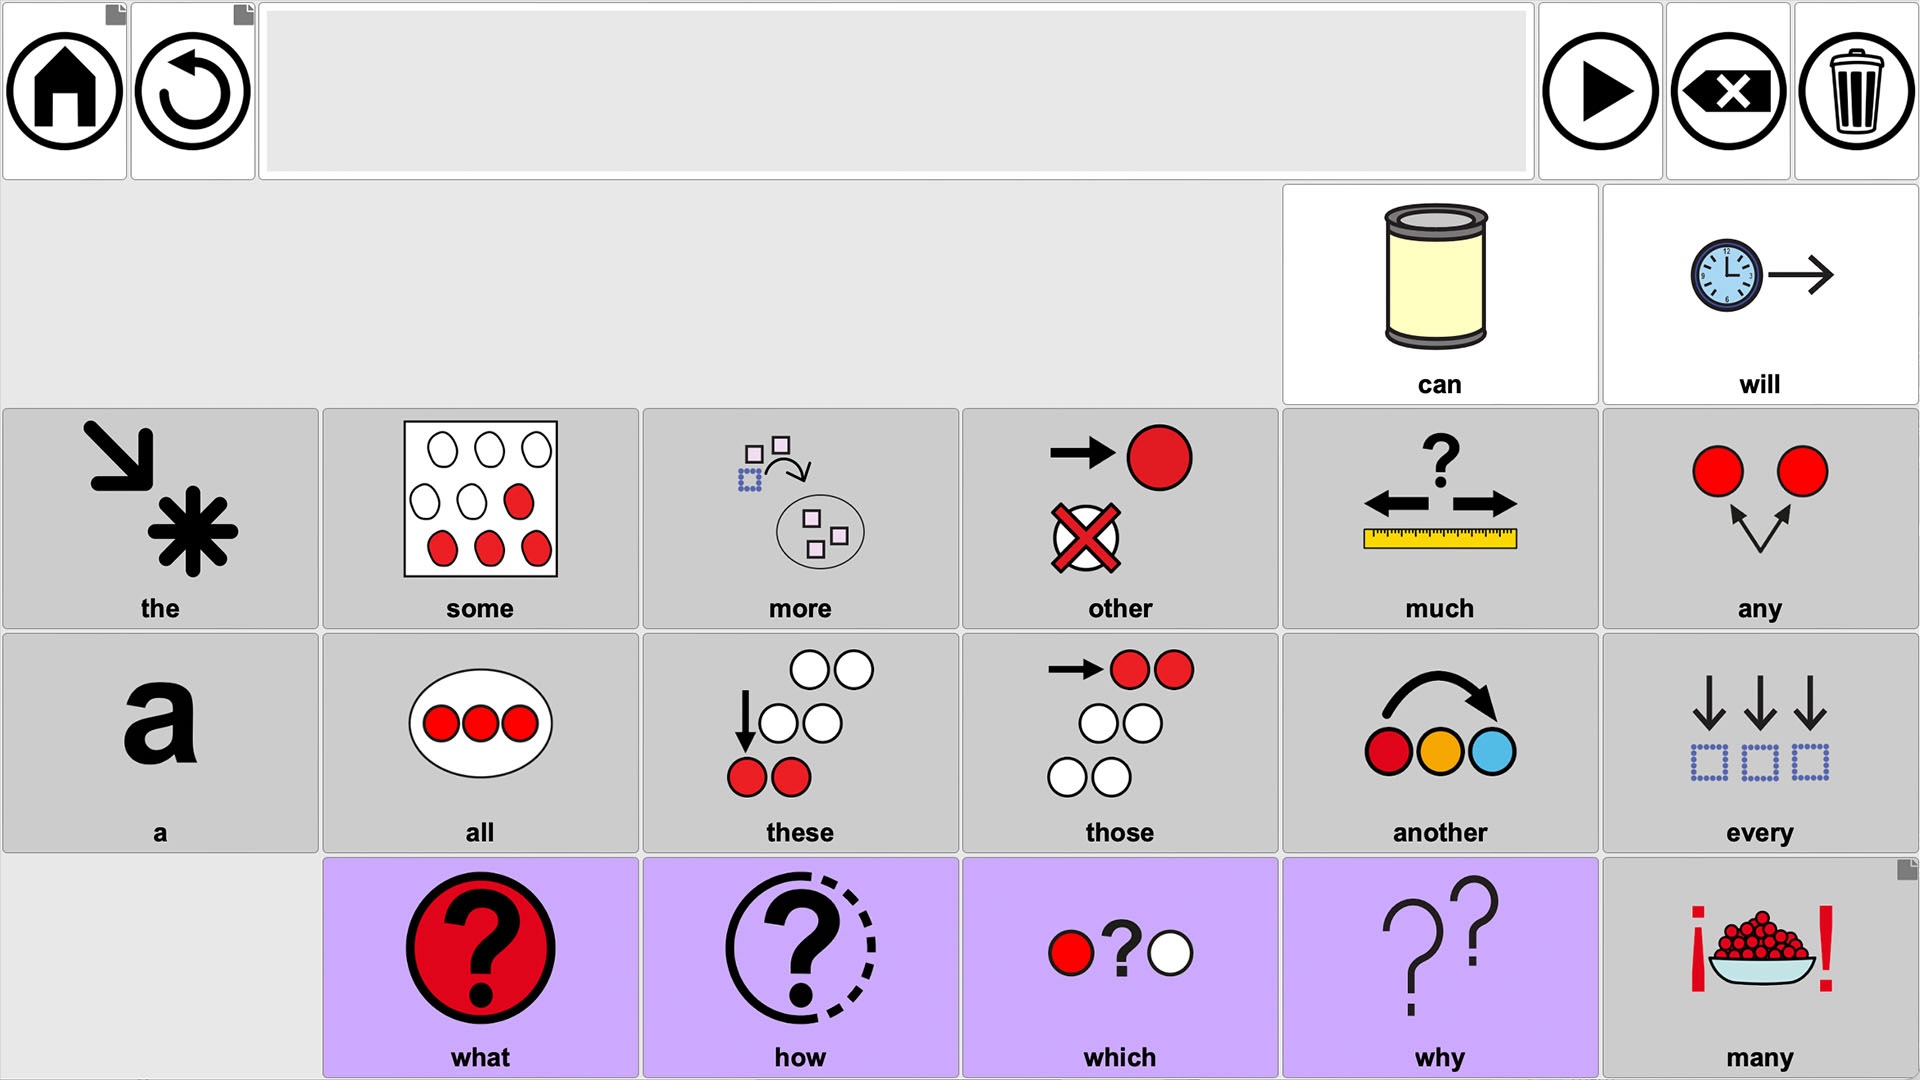 can will
the some more other much any
a
a all these those another every
what how which why many